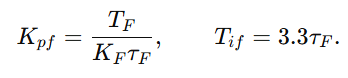 K_{pf} = \frac{T_F}{K_F \tau_F}, \qquad T_{if} = 3.3\tau_F.